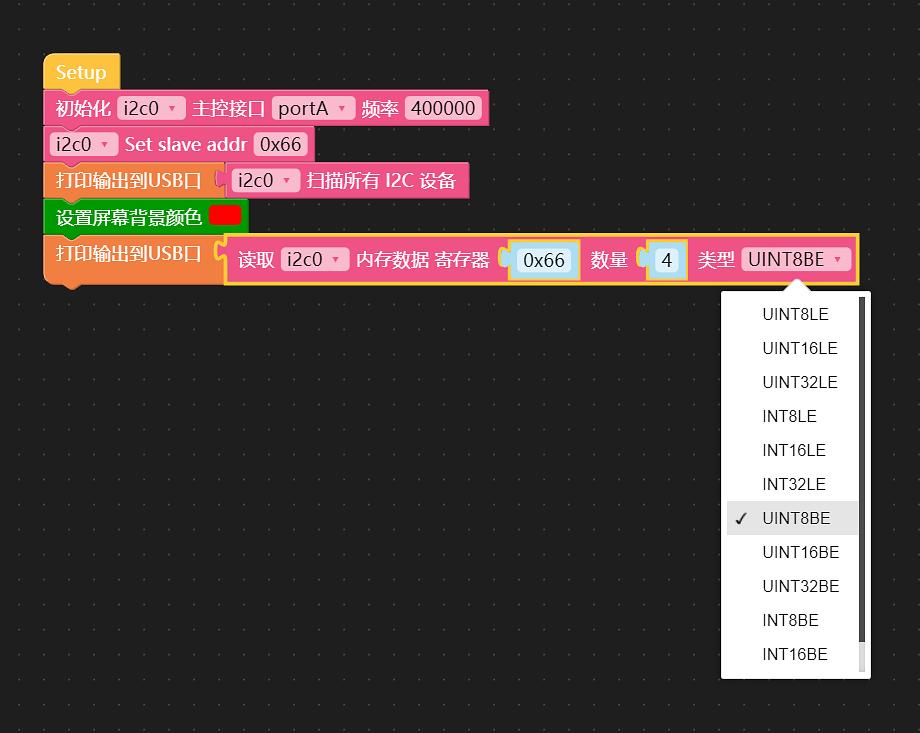 Setup
初始化 i2c0 主控接口 portA 频率 400000
i2c0 Set slave addr 0x66
打印输出到USB口 i2c0 扫描所有 I2C 设备
设置屏幕背景颜色
打印输出到USB口 读取 i2c0 内存数据 寄存器 0x66 数量 4 类型 UINT8BE
UINT8LE
UINT16LE
UINT32LE
INT8LE
INT16LE
INT32LE
UINT8BE
UINT16BE
UINT32BE
INT8BE
INT16BE